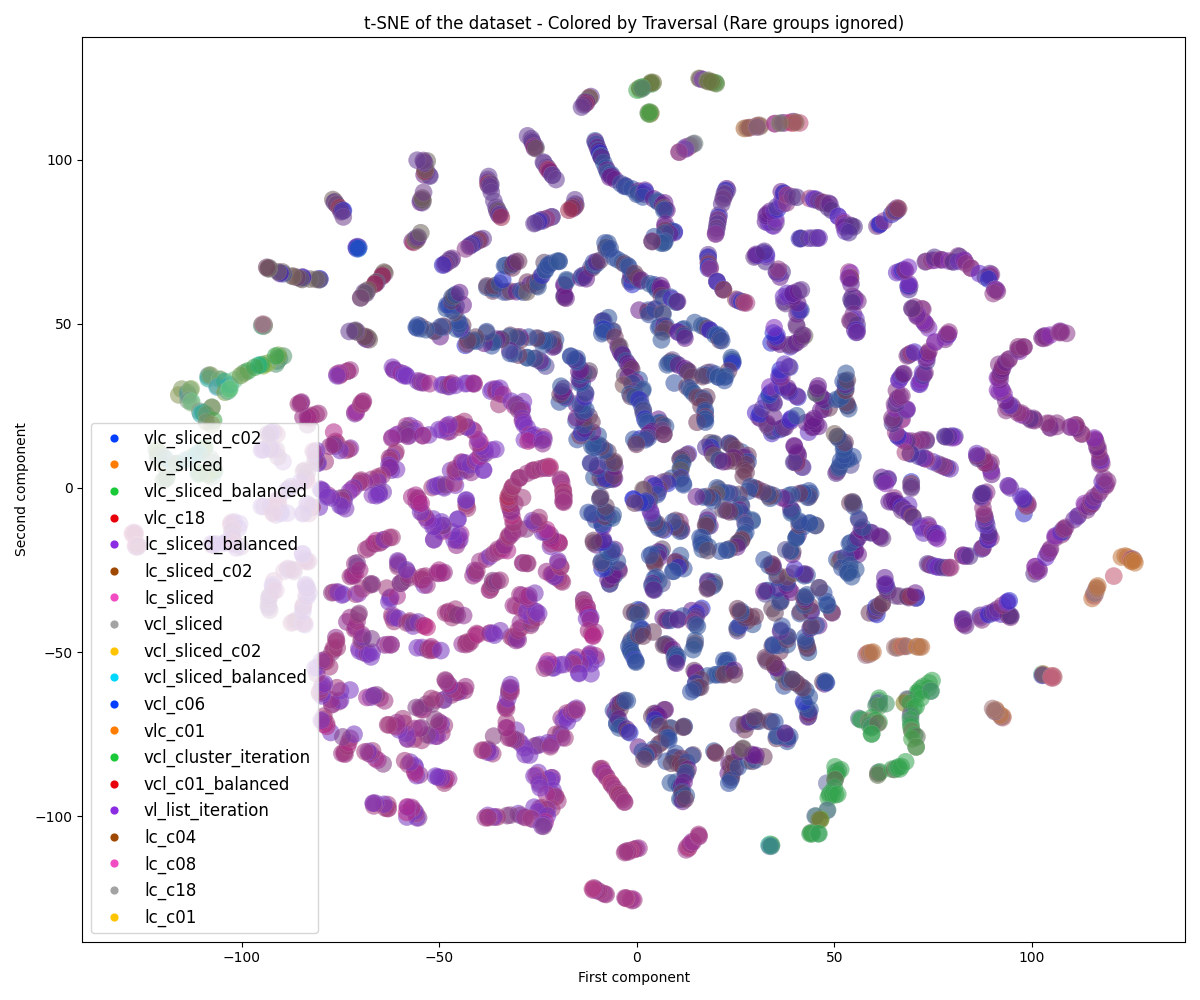 t-SNE of the dataset - Colored by Traversal (Rare groups ignored)
100
50
0
−50
−100
Second component
vlc_sliced_c02
vlc_sliced
vlc_sliced_balanced
vlc_c18
lc_sliced_balanced
lc_sliced_c02
lc_sliced
vcl_sliced
vcl_sliced_c02
vcl_sliced_balanced
vcl_c06
vlc_c01
vcl_cluster_iteration
vcl_c01_balanced
vl_list_iteration
lc_c04
lc_c08
lc_c18
lc_c01
−100
−50
0
50
100
First component